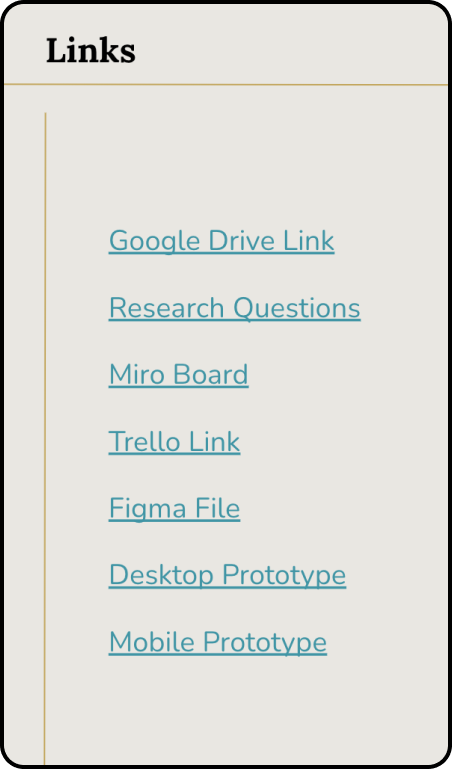 Links
Google Drive Link
Research Questions
Miro Board
Trello Link
Figma File
Desktop Prototype
Mobile Prototype